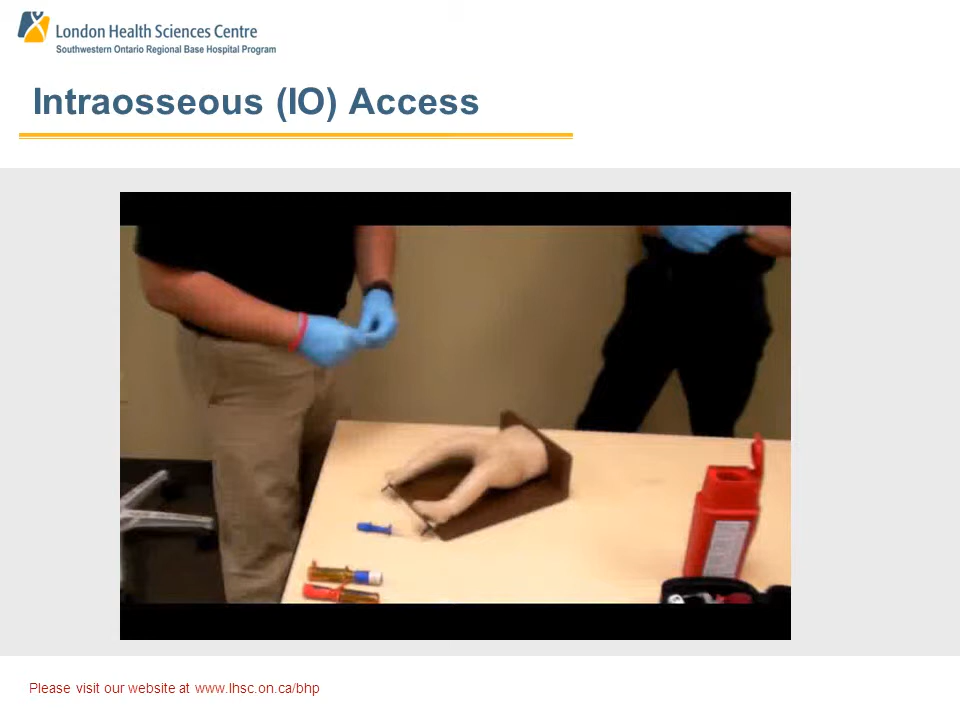 London Health Sciences Centre
Southwestern Ontario Regional Base Hospital Program
Intraosseous (IO) Access
Please visit our website at www.lhsc.on.ca/bhp